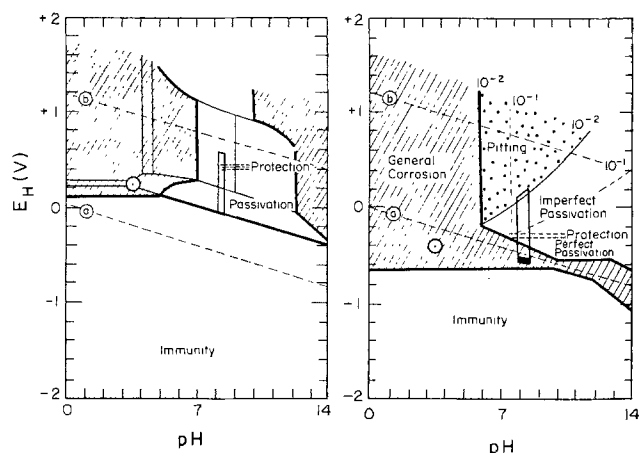 +2
+1
0
-1
-2
E_H (V)
b
a
Protection
Passivation
Immunity
0
7
14
pH
+2
+1
0
-1
-2
b
a
10⁻²
10⁻¹
10⁻²
10⁻¹
Pitting
General
Corrosion
Imperfect
Passivation
Protection
Perfect
Passivation
Immunity
0
7
14
pH